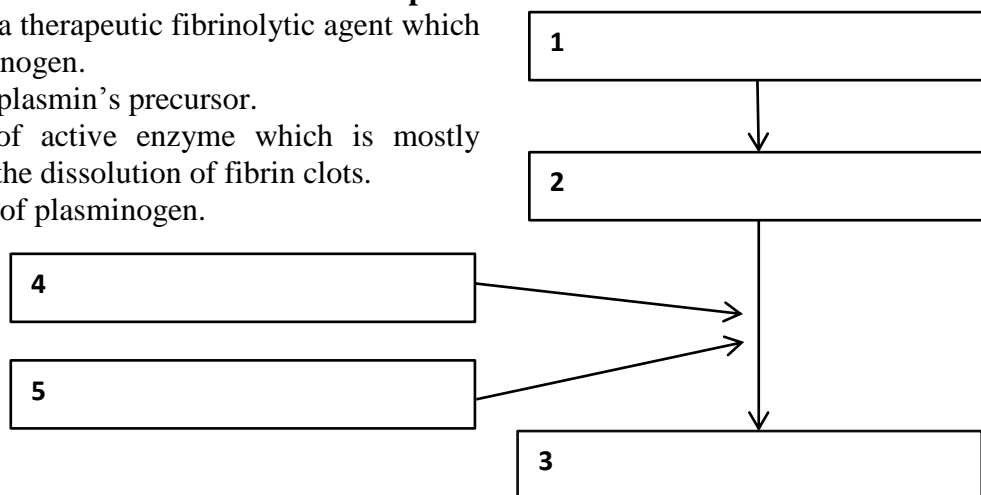 a therapeutic fibrinolytic agent which
nogen.
plasmin’s precursor.
of active enzyme which is mostly
the dissolution of fibrin clots.
of plasminogen.
1
2
4
5
3